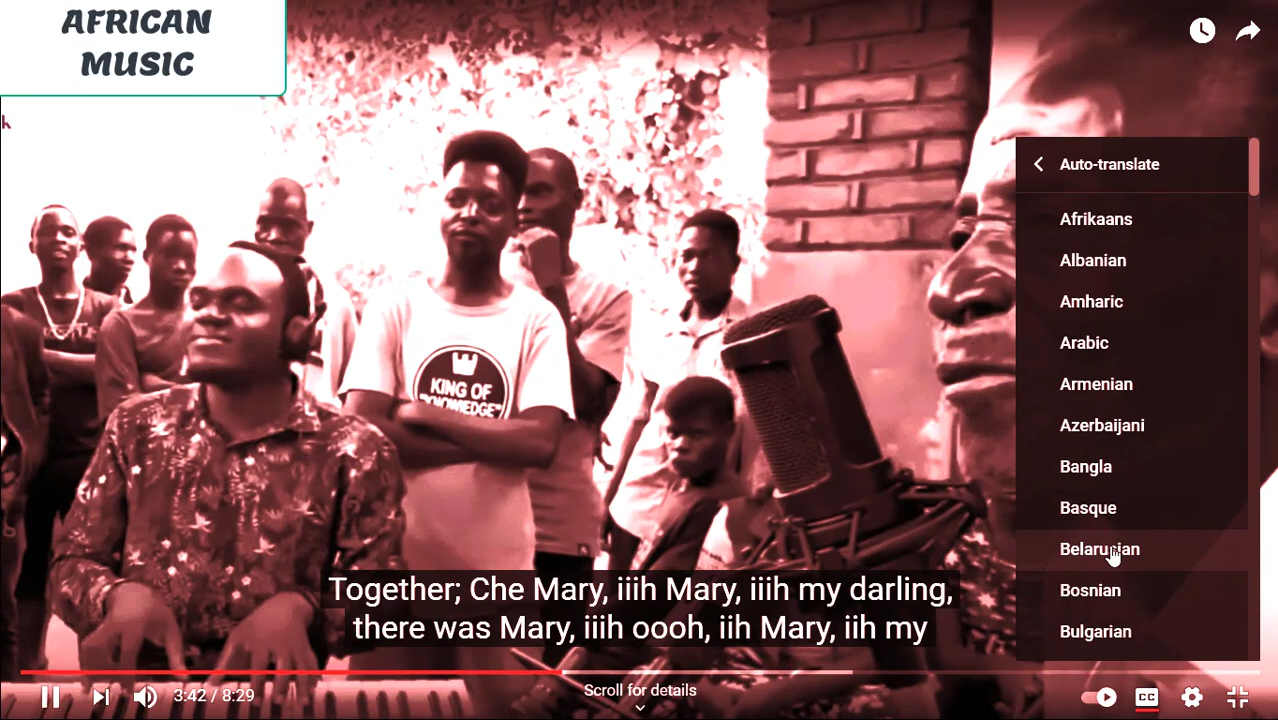 AFRICAN
MUSIC
k
KING OF
Auto-translate
Afrikaans
Albanian
Amharic
Arabic
Armenian
Azerbaijani
Bangla
Basque
Belarusian
Bosnian
Bulgarian
Together; Che Mary, iiih Mary, iiih my darling,
there was Mary, iiih oooh, iih Mary, iih my
3:42 / 8:29
Scroll for details
CC